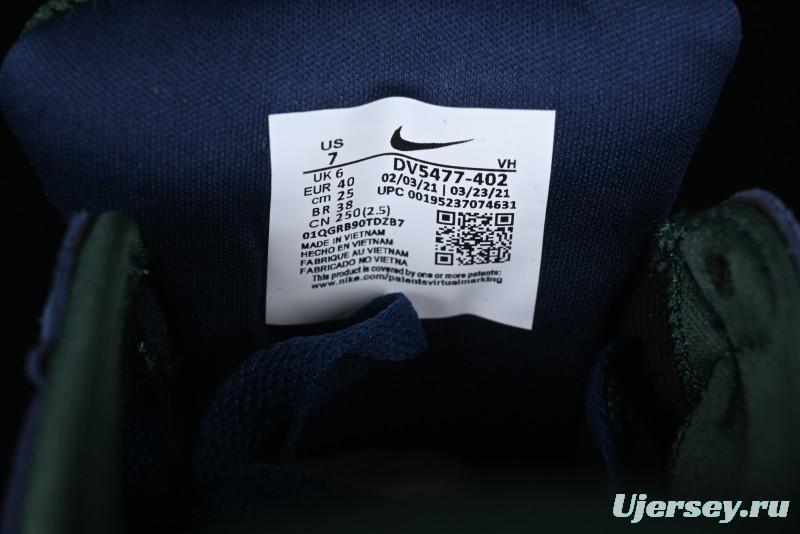 US
7
UK 6
EUR 40
cm 25
BR 38
CN 250(2.5)
01QGRB90TDZB7
MADE IN VIETNAM
HECHO EN VIETNAM
FABRIQUE AU VIETNAM
FABRICADO NO VIETNA
VH
DV5477-402
02/03/21 | 03/23/21
UPC 00195237074631
This product is covered by one or more patents:
www.nike.com/patentsvirtualmarking
Ujersey.ru